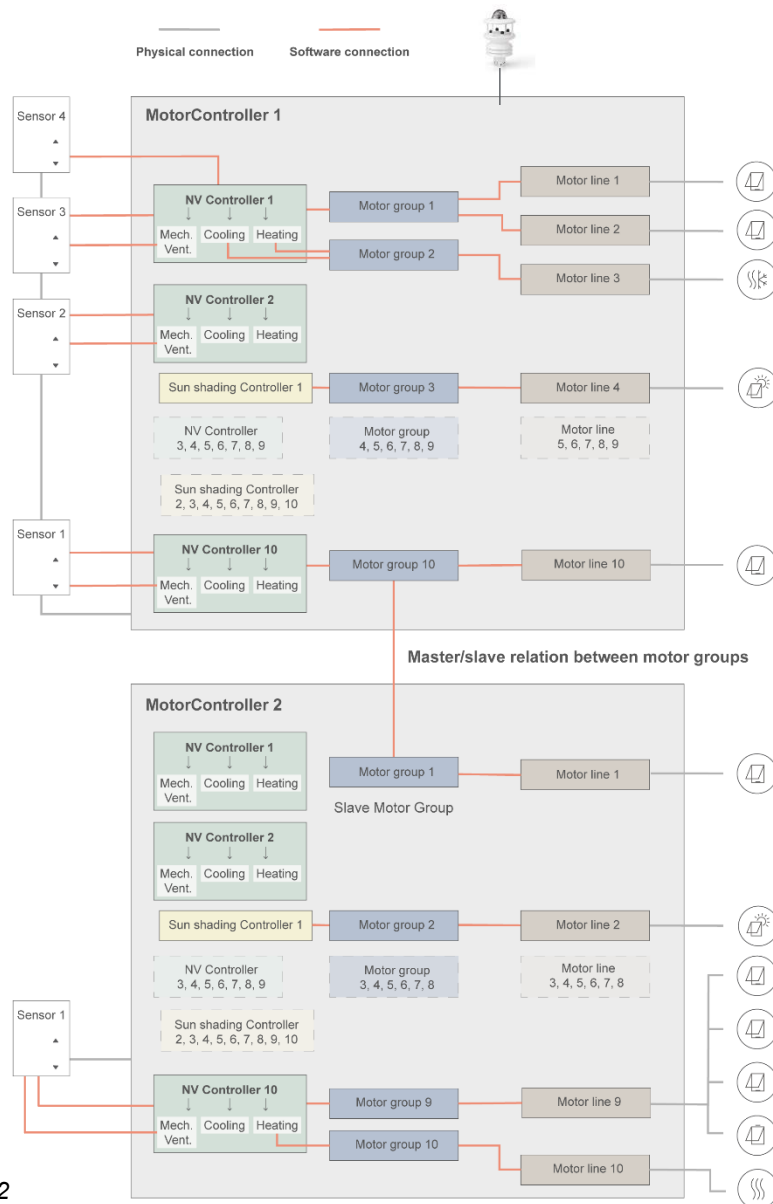 Physical connection
Software connection
Sensor 4
MotorController 1
NV Controller 1
Mech.
Vent.
Cooling
Heating
Motor group 1
Motor group 2
Motor line 1
Motor line 2
Motor line 3
Sensor 3
Sensor 2
NV Controller 2
Mech.
Vent.
Cooling
Heating
Sun shading Controller 1
Motor group 3
Motor line 4
NV Controller
3, 4, 5, 6, 7, 8, 9
Motor group
4, 5, 6, 7, 8, 9
Motor line
5, 6, 7, 8, 9
Sun shading Controller
2, 3, 4, 5, 6, 7, 8, 9, 10
Sensor 1
NV Controller 10
Mech.
Vent.
Cooling
Heating
Motor group 10
Motor line 10
Master/slave relation between motor groups
MotorController 2
NV Controller 1
Mech.
Vent.
Cooling
Heating
Motor group 1
Slave Motor Group
Motor line 1
NV Controller 2
Mech.
Vent.
Cooling
Heating
Sun shading Controller 1
Motor group 2
Motor line 2
NV Controller
3, 4, 5, 6, 7, 8, 9
Motor group
3, 4, 5, 6, 7, 8
Motor line
3, 4, 5, 6, 7, 8
Sun shading Controller
2, 3, 4, 5, 6, 7, 8, 9, 10
Sensor 1
NV Controller 10
Mech.
Vent.
Cooling
Heating
Motor group 9
Motor group 10
Motor line 9
Motor line 10
2